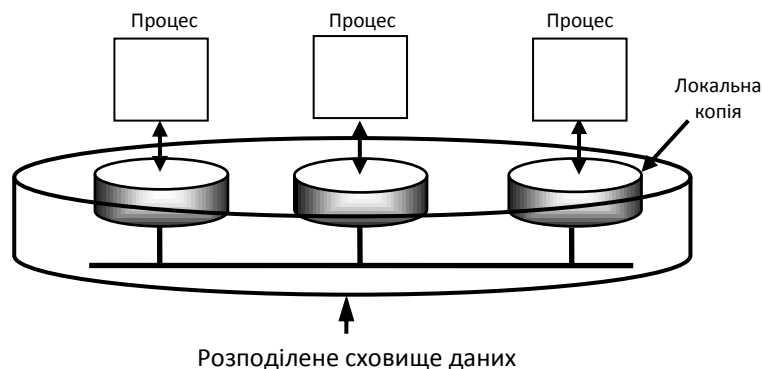 Процес
Процес
Процес
Локальна
копія
Розподілене сховище даних